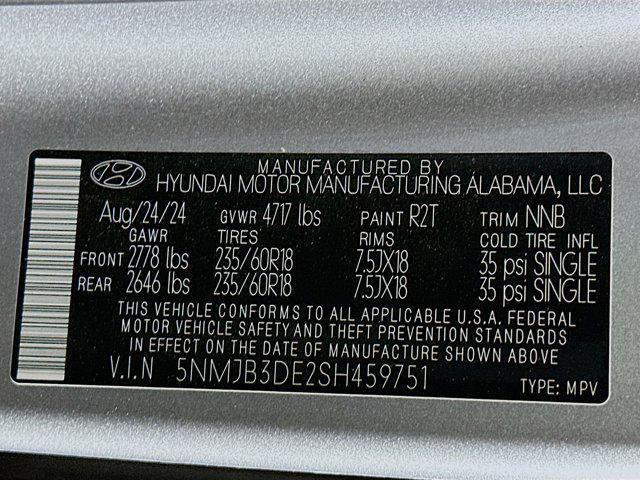 MANUFACTURED BY
HYUNDAI MOTOR MANUFACTURING ALABAMA, LLC
Aug/24/24 GVWR 4717 lbs PAINT R2T TRIM NNB
GAWR TIRES RIMS COLD TIRE INFL
FRONT 2778 lbs 235/60R18 7.5JX18 35 psi SINGLE
REAR 2646 lbs 235/60R18 7.5JX18 35 psi SINGLE
THIS VEHICLE CONFORMS TO ALL APPLICABLE U.S.A. FEDERAL
MOTOR VEHICLE SAFETY AND THEFT PREVENTION STANDARDS
IN EFFECT ON THE DATE OF MANUFACTURE SHOWN ABOVE.
V.I.N 5NMJB3DE2SH459751 TYPE: MPV